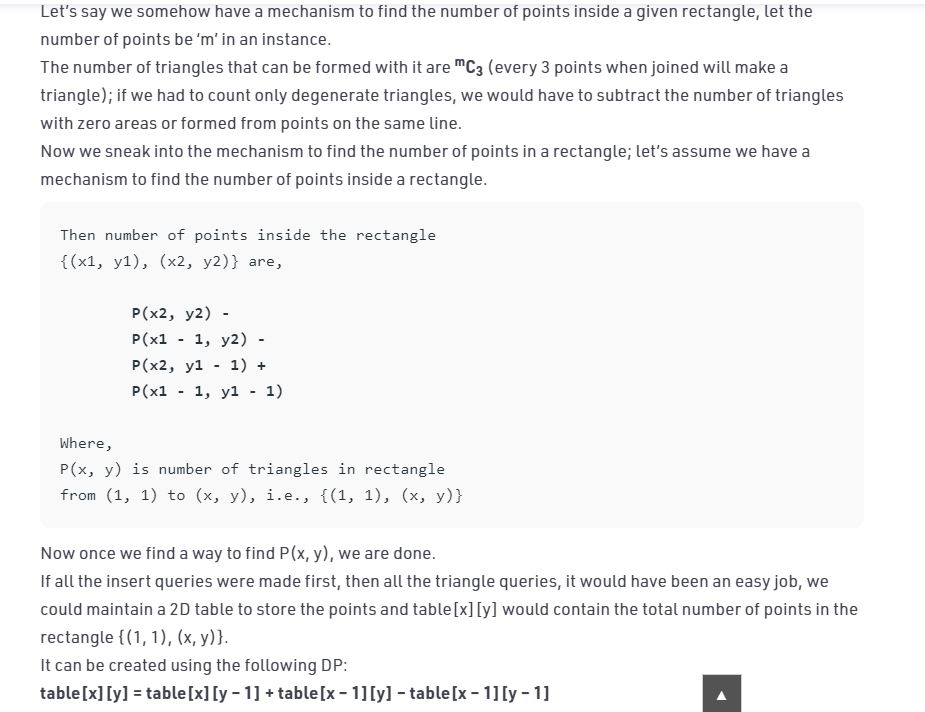 Let's say we somehow have a mechanism to find the number of points inside a given rectangle, let the
number of points be 'm' in an instance.
The number of triangles that can be formed with it are ᵐC₃ (every 3 points when joined will make a
triangle); if we had to count only degenerate triangles, we would have to subtract the number of triangles
with zero areas or formed from points on the same line.
Now we sneak into the mechanism to find the number of points in a rectangle; let's assume we have a
mechanism to find the number of points inside a rectangle.
Then number of points inside the rectangle
{(x1, y1), (x2, y2)} are,
P(x2, y2) -
P(x1 - 1, y2) -
P(x2, y1 - 1) +
P(x1 - 1, y1 - 1)
Where,
P(x, y) is number of triangles in rectangle
from (1, 1) to (x, y), i.e., {(1, 1), (x, y)}
Now once we find a way to find P(x, y), we are done.
If all the insert queries were made first, then all the triangle queries, it would have been an easy job, we
could maintain a 2D table to store the points and table[x][y] would contain the total number of points in the
rectangle {(1, 1), (x, y)}.
It can be created using the following DP:
table[x][y] = table[x][y – 1] + table[x – 1][y] – table[x – 1][y – 1]